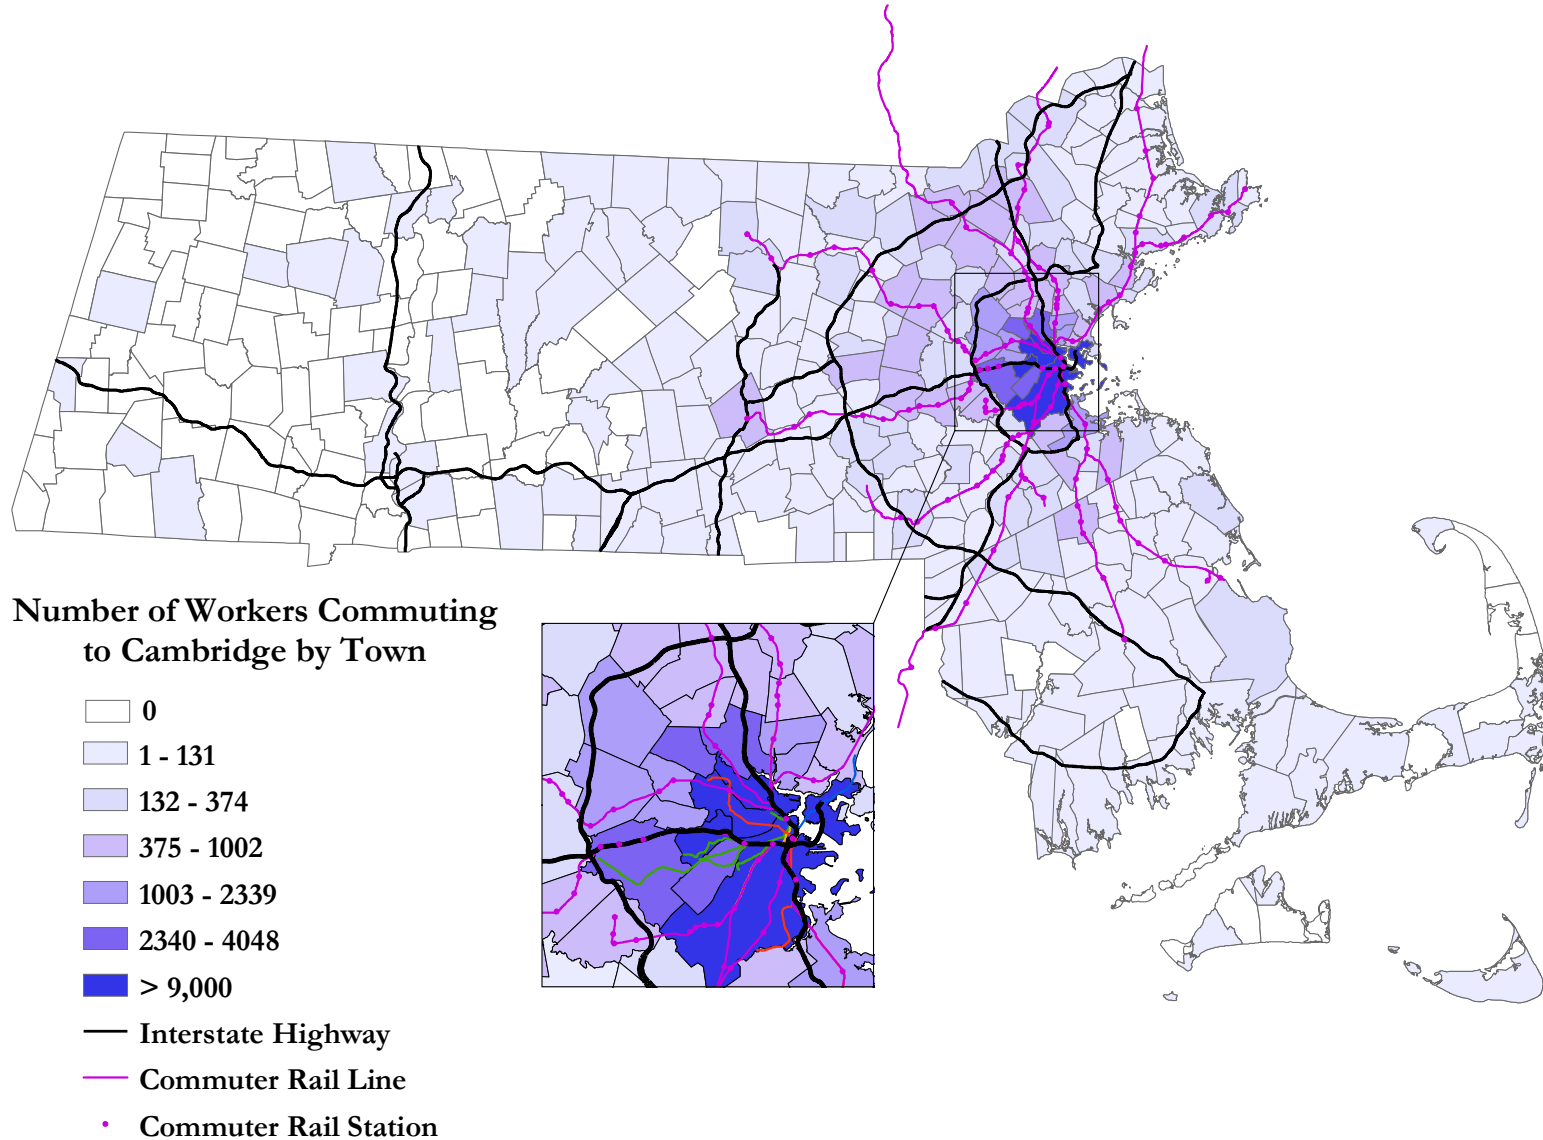 Number of Workers Commuting
to Cambridge by Town
0
1 - 131
132 - 374
375 - 1002
1003 - 2339
2340 - 4048
> 9,000
Interstate Highway
Commuter Rail Line
Commuter Rail Station